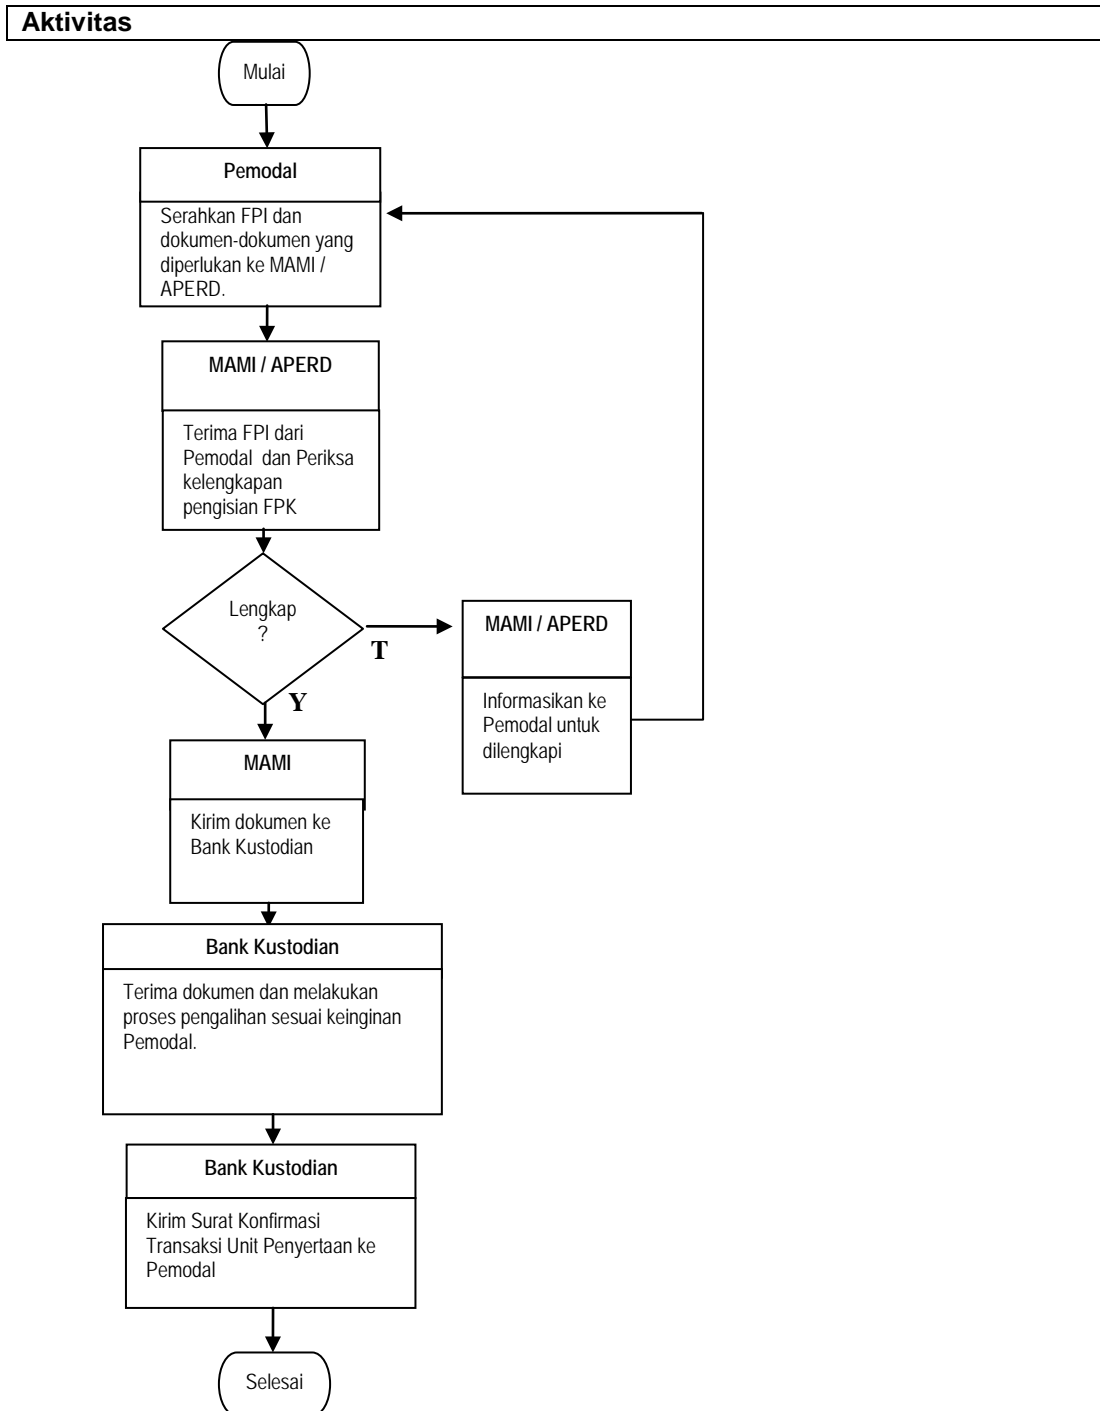 Aktivitas
Mulai
Pemodal
Serahkan FPI dan
dokumen-dokumen yang
diperlukan ke MAMI /
APERD.
MAMI / APERD
Terima FPI dari
Pemodal dan Periksa
kelengkapan
pengisian FPK
Lengkap
?
T
Y
MAMI / APERD
Informasikan ke
Pemodal untuk
dilengkapi
MAMI
Kirim dokumen ke
Bank Kustodian
Bank Kustodian
Terima dokumen dan melakukan
proses pengalihan sesuai keinginan
Pemodal.
Bank Kustodian
Kirim Surat Konfirmasi
Transaksi Unit Penyertaan ke
Pemodal
Selesai